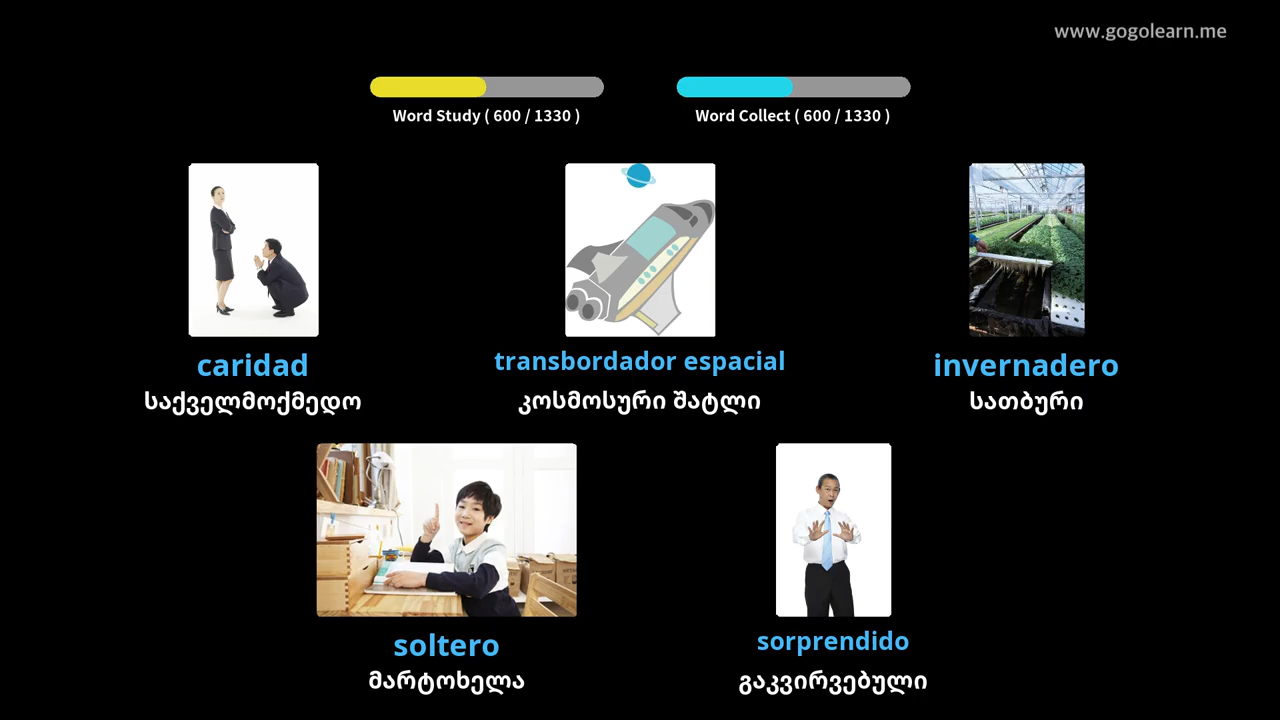 www.gogolearn.me
Word Study ( 600 / 1330 )
Word Collect ( 600 / 1330 )
caridad
საქველმოქმედო
transbordador espacial
კოსმოსური შატლი
invernadero
სათბური
soltero
მარტოხელა
sorprendido
გაკვირვებული